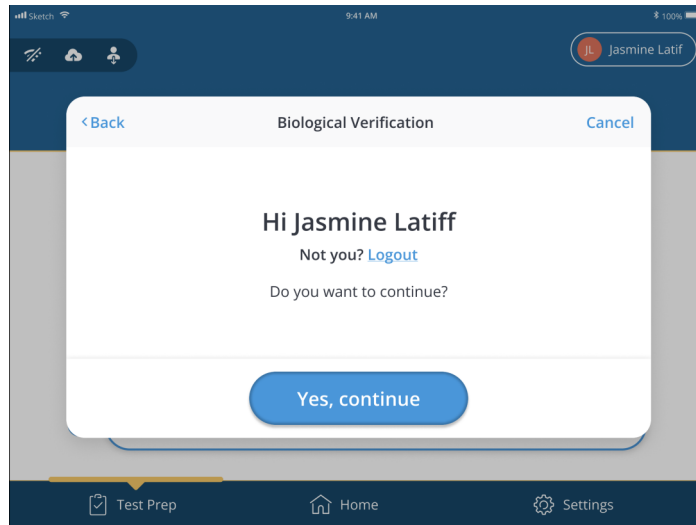 Sketch 9:41 AM 100%
JL Jasmine Latif
Back Biological Verification Cancel
Hi Jasmine Latiff
Not you? Logout
Do you want to continue?
Yes, continue
Test Prep Home Settings